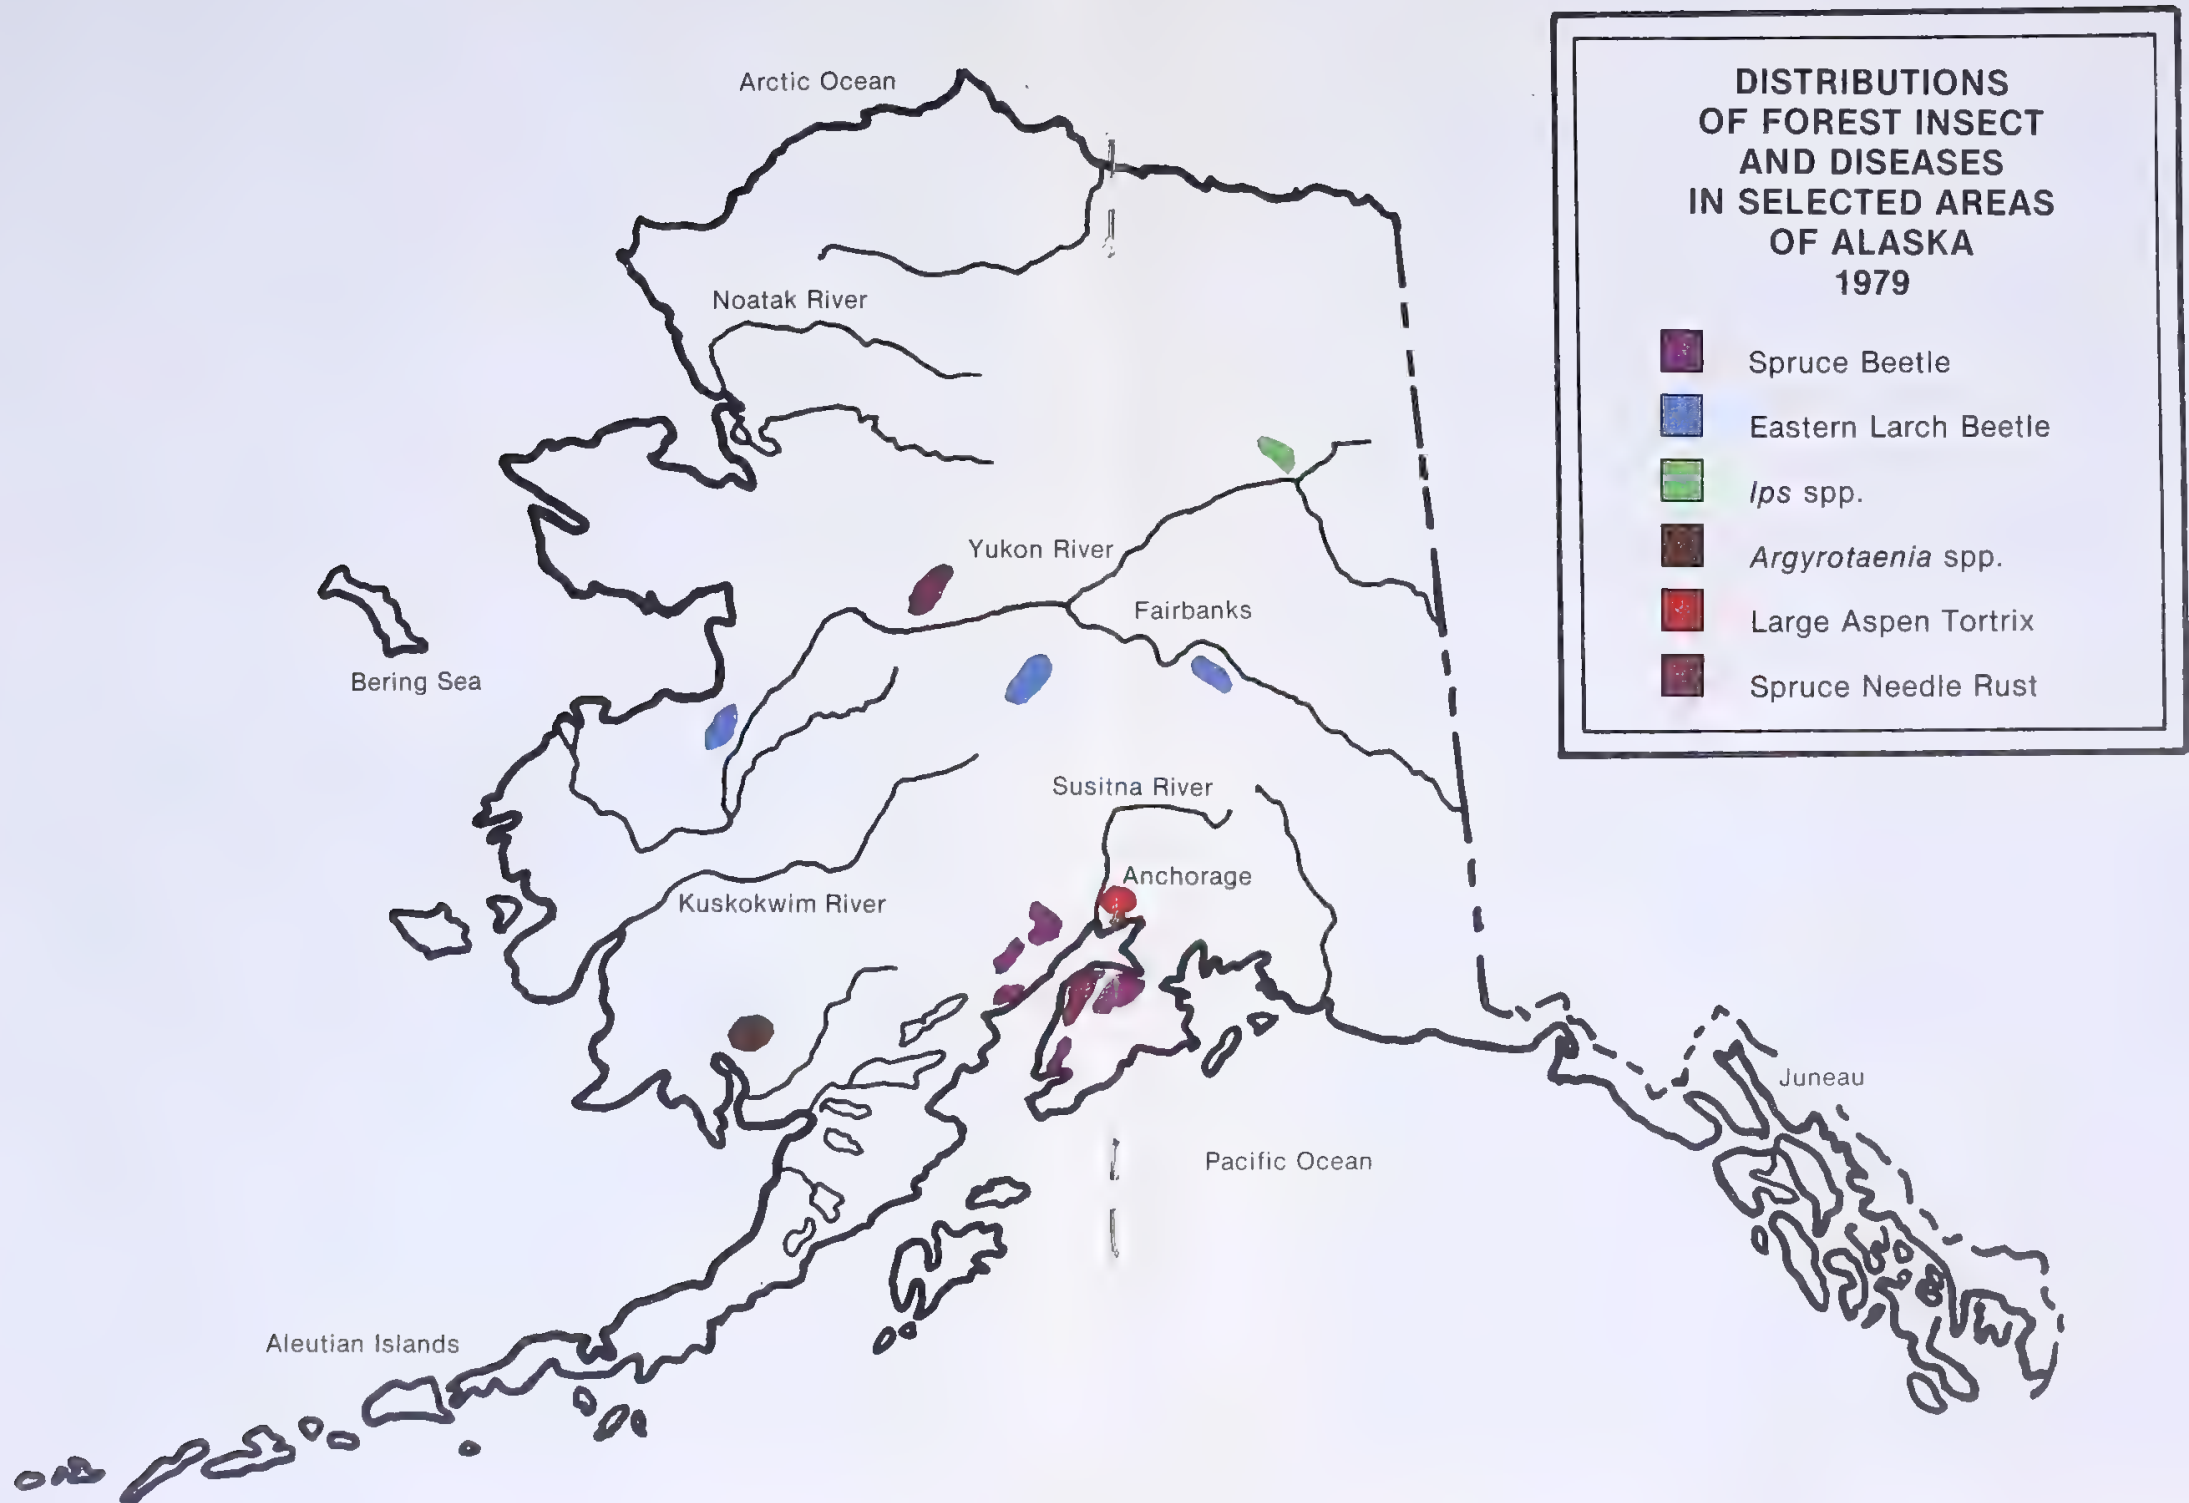 DISTRIBUTIONS
OF FOREST INSECT
AND DISEASES
IN SELECTED AREAS
OF ALASKA
1979
Spruce Beetle
Eastern Larch Beetle
Ips spp.
Argyrotaenia spp.
Large Aspen Tortrix
Spruce Needle Rust
Arctic Ocean
Noatak River
Yukon River
Fairbanks
Bering Sea
Susitna River
Anchorage
Kuskokwim River
Juneau
Pacific Ocean
Aleutian Islands